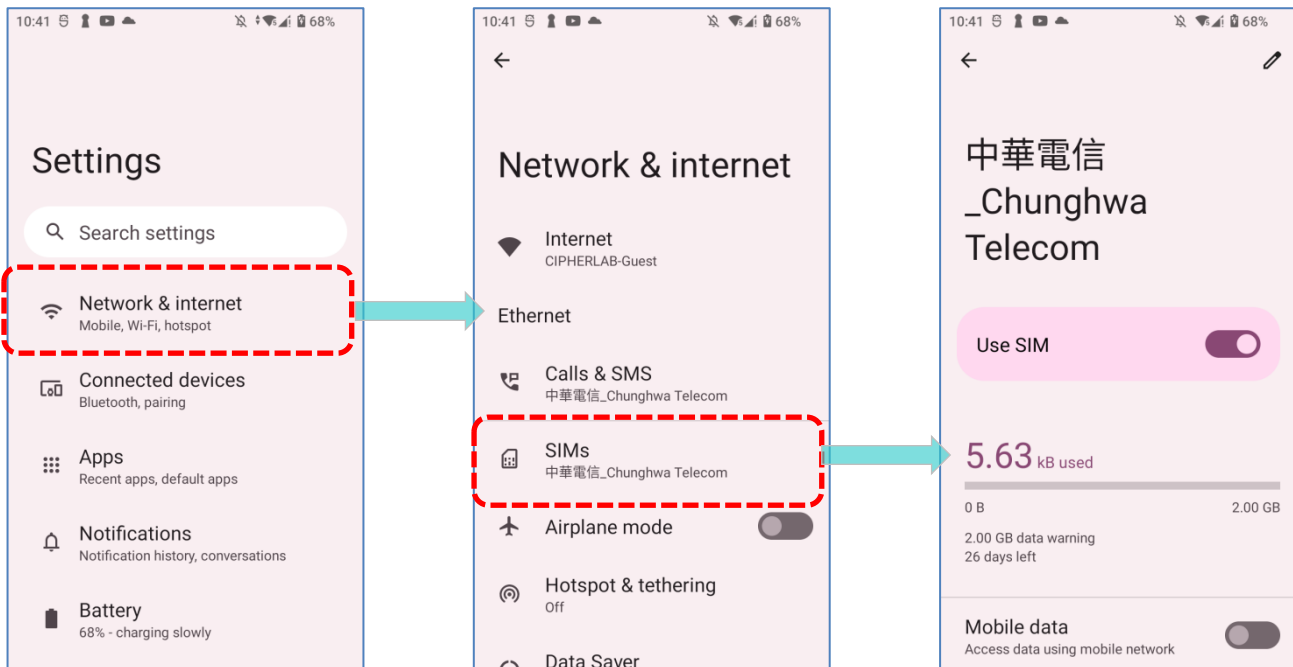 10:41 68%
Settings
Search settings
Network & internet
Mobile, Wi-Fi, hotspot
Connected devices
Bluetooth, pairing
Apps
Recent apps, default apps
Notifications
Notification history, conversations
Battery
68% - charging slowly
10:41 68%
Network & internet
Internet
CIPHERLAB-Guest
Ethernet
Calls & SMS
中華電信_Chunghwa Telecom
SIMs
中華電信_Chunghwa Telecom
Airplane mode
Hotspot & tethering
Off
Data Saver
10:41 68%
中華電信
_Chunghwa
Telecom
Use SIM
5.63 kB used
0 B 2.00 GB
2.00 GB data warning
26 days left
Mobile data
Access data using mobile network